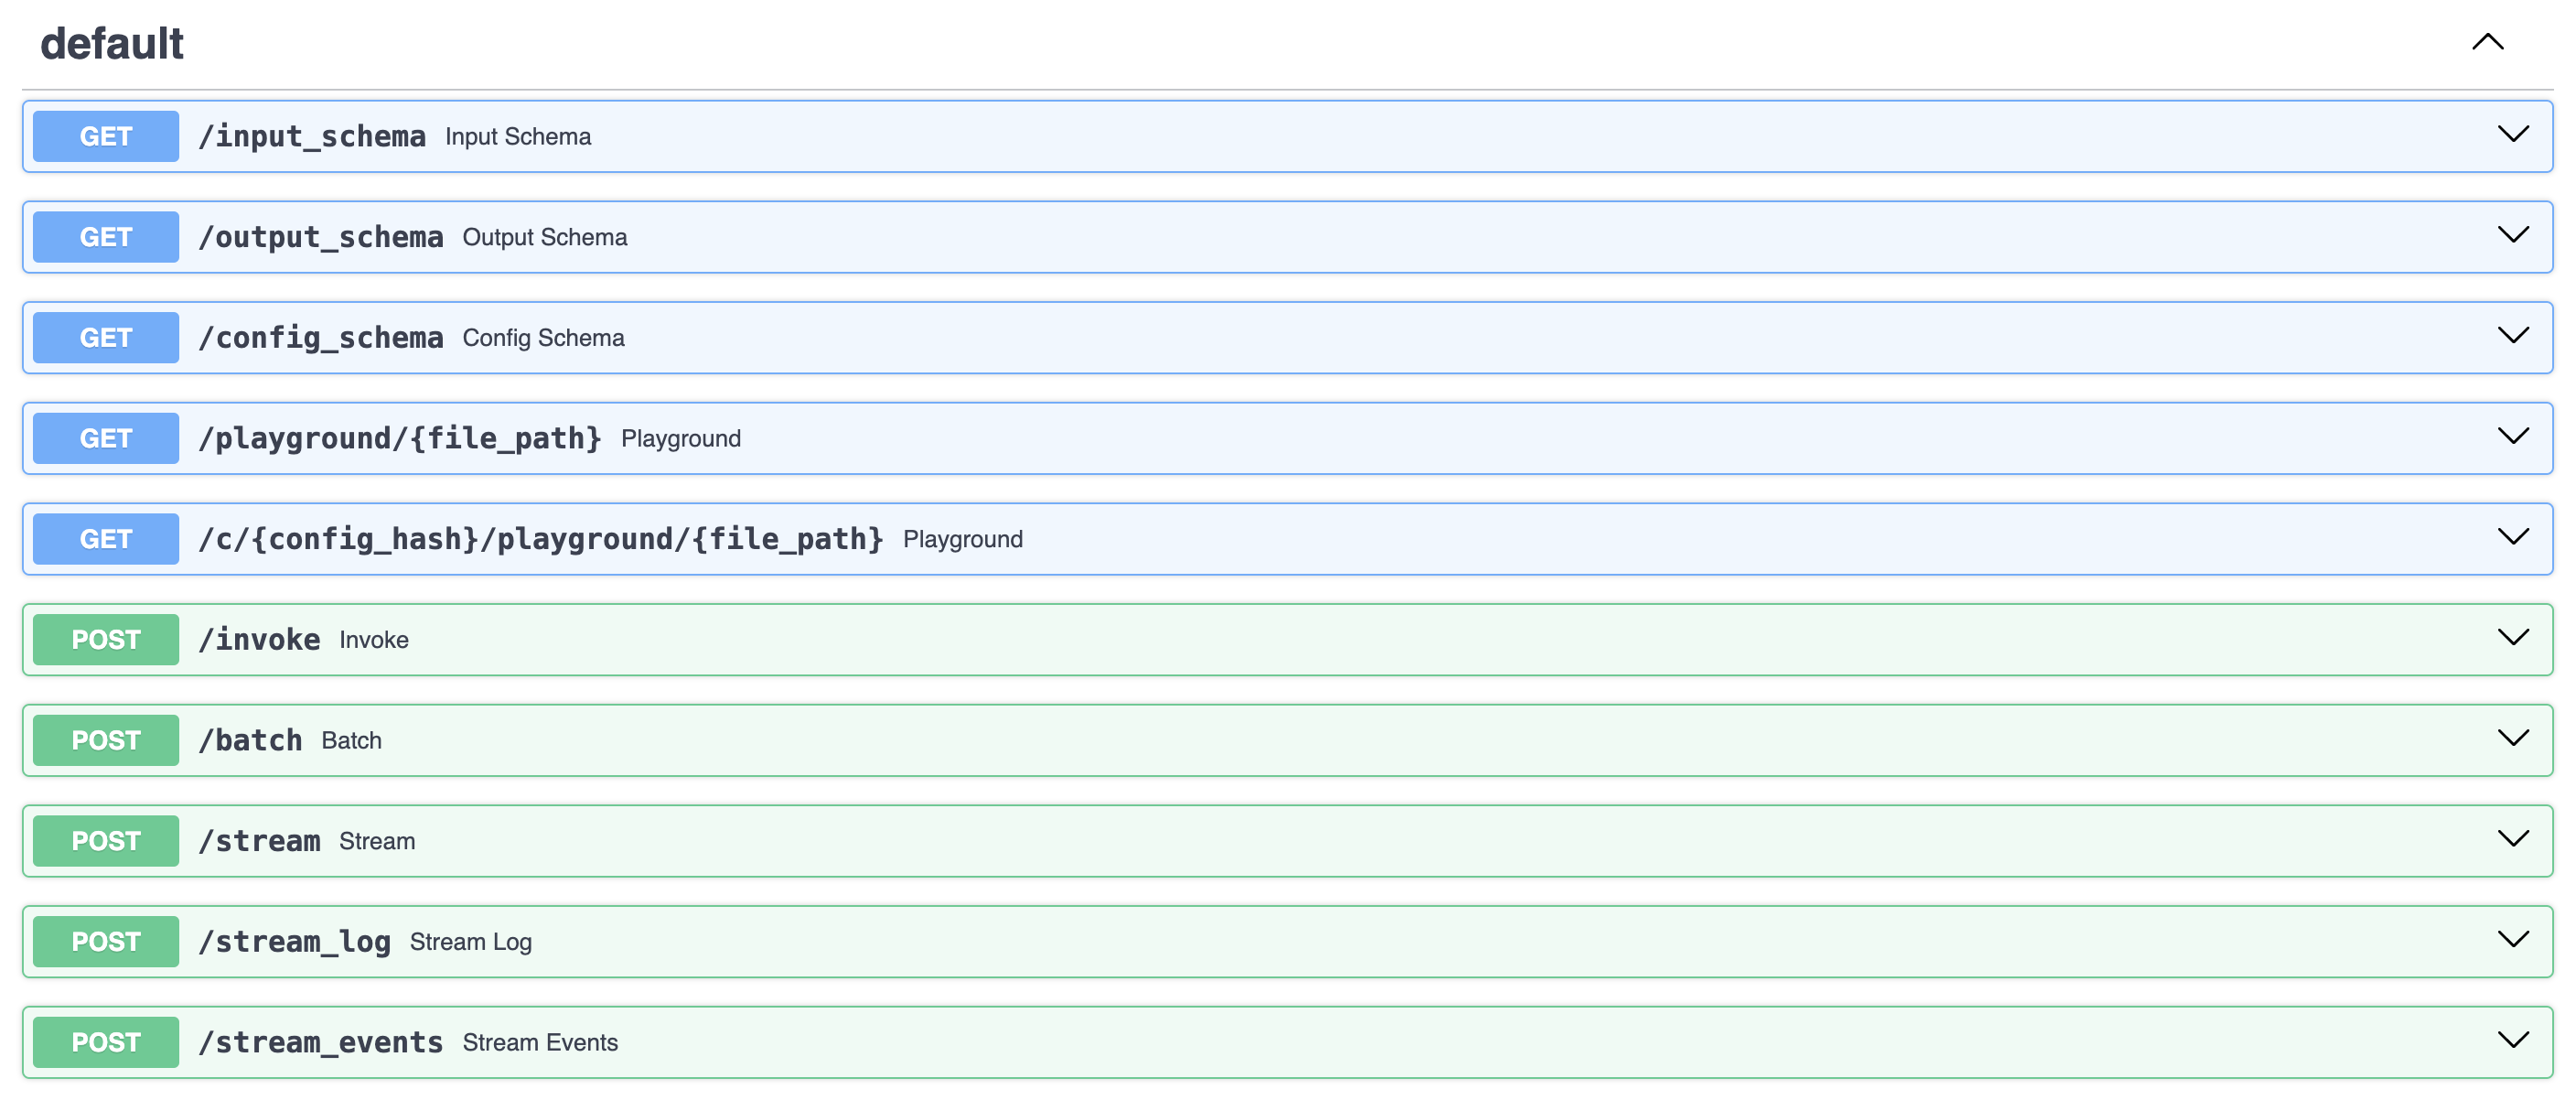 default
GET /input_schema Input Schema
GET /output_schema Output Schema
GET /config_schema Config Schema
GET /playground/{file_path} Playground
GET /c/{config_hash}/playground/{file_path} Playground
POST /invoke Invoke
POST /batch Batch
POST /stream Stream
POST /stream_log Stream Log
POST /stream_events Stream Events